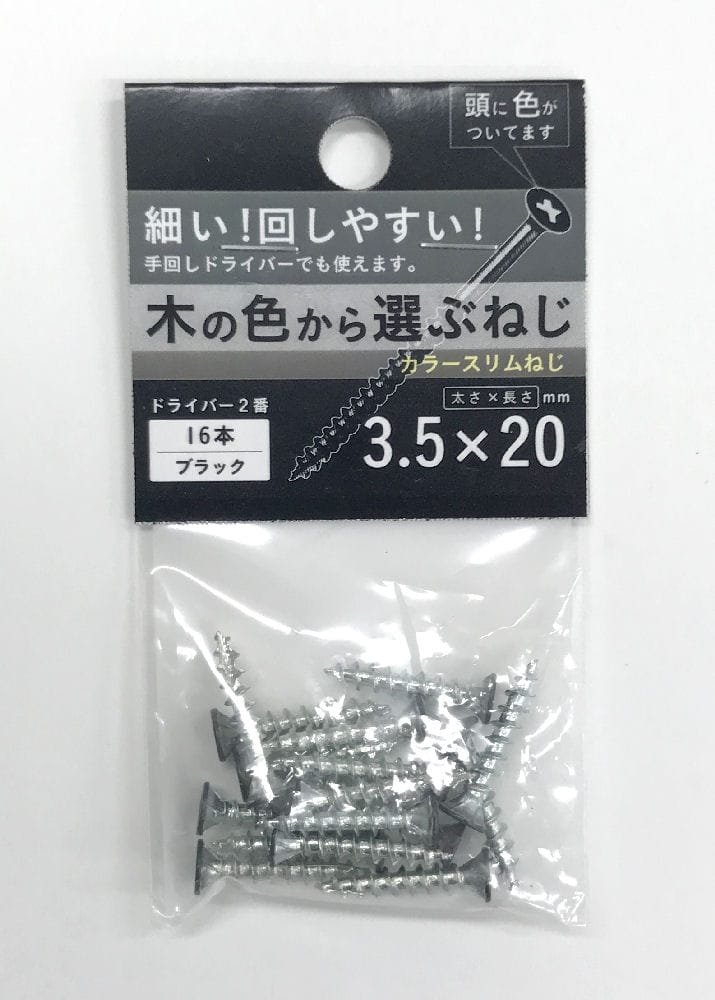 頭に色が
ついてます
細い!回しやすい!
手回しドライバーでも使えます。
木の色から選ぶねじ
カラースリムねじ
ドライバー2番
16本
ブラック
太さ×長さ mm
3.5×20